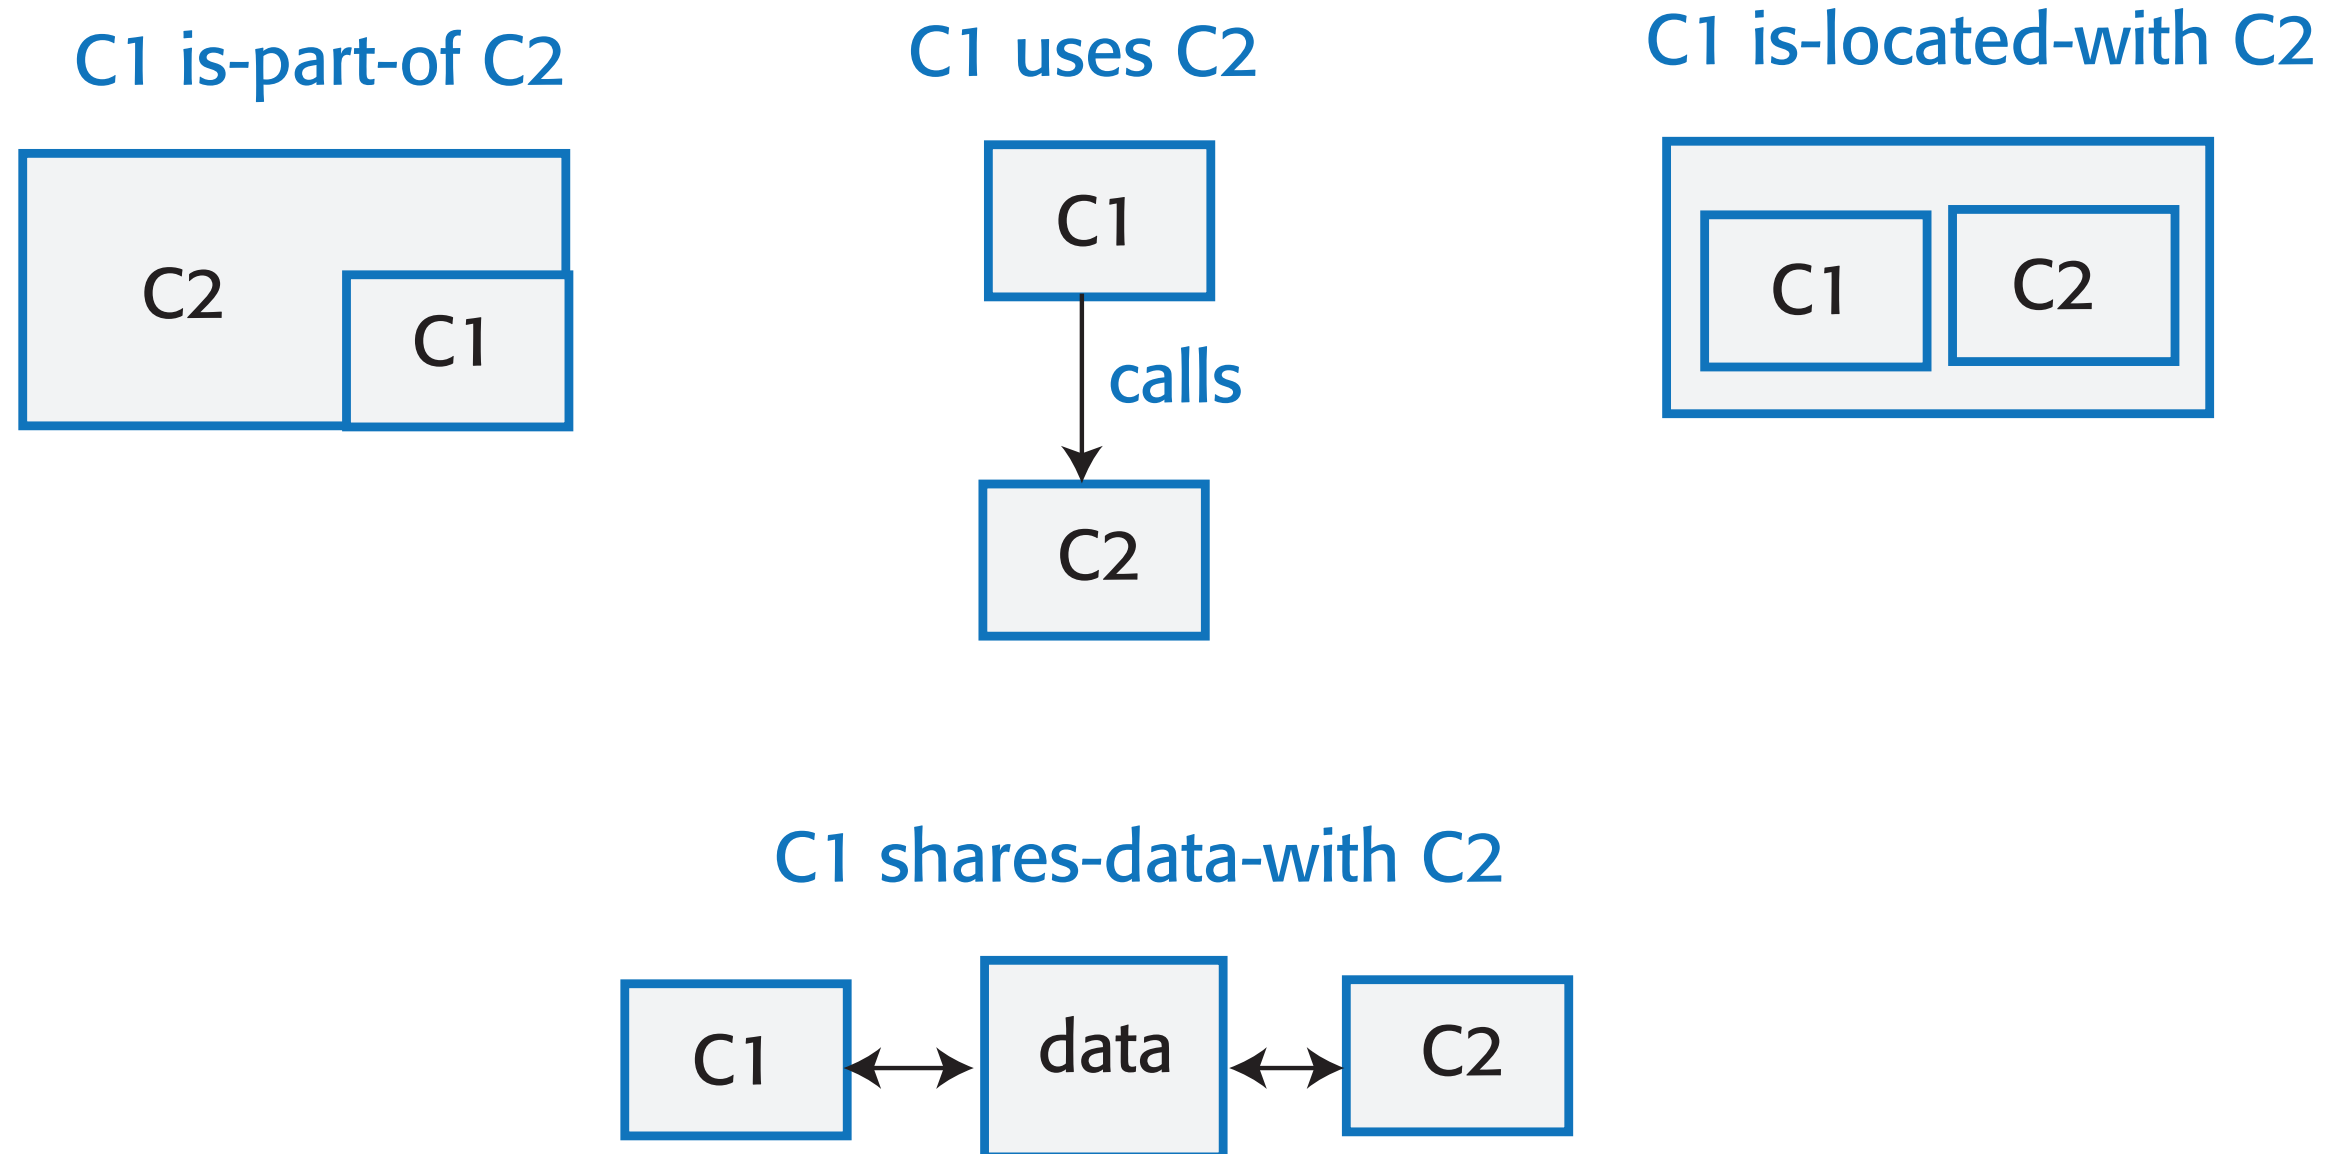 C1 is-part-of C2
C2
C1
C1 uses C2
C1
calls
C2
C1 is-located-with C2
C1
C2
C1 shares-data-with C2
C1
data
C2